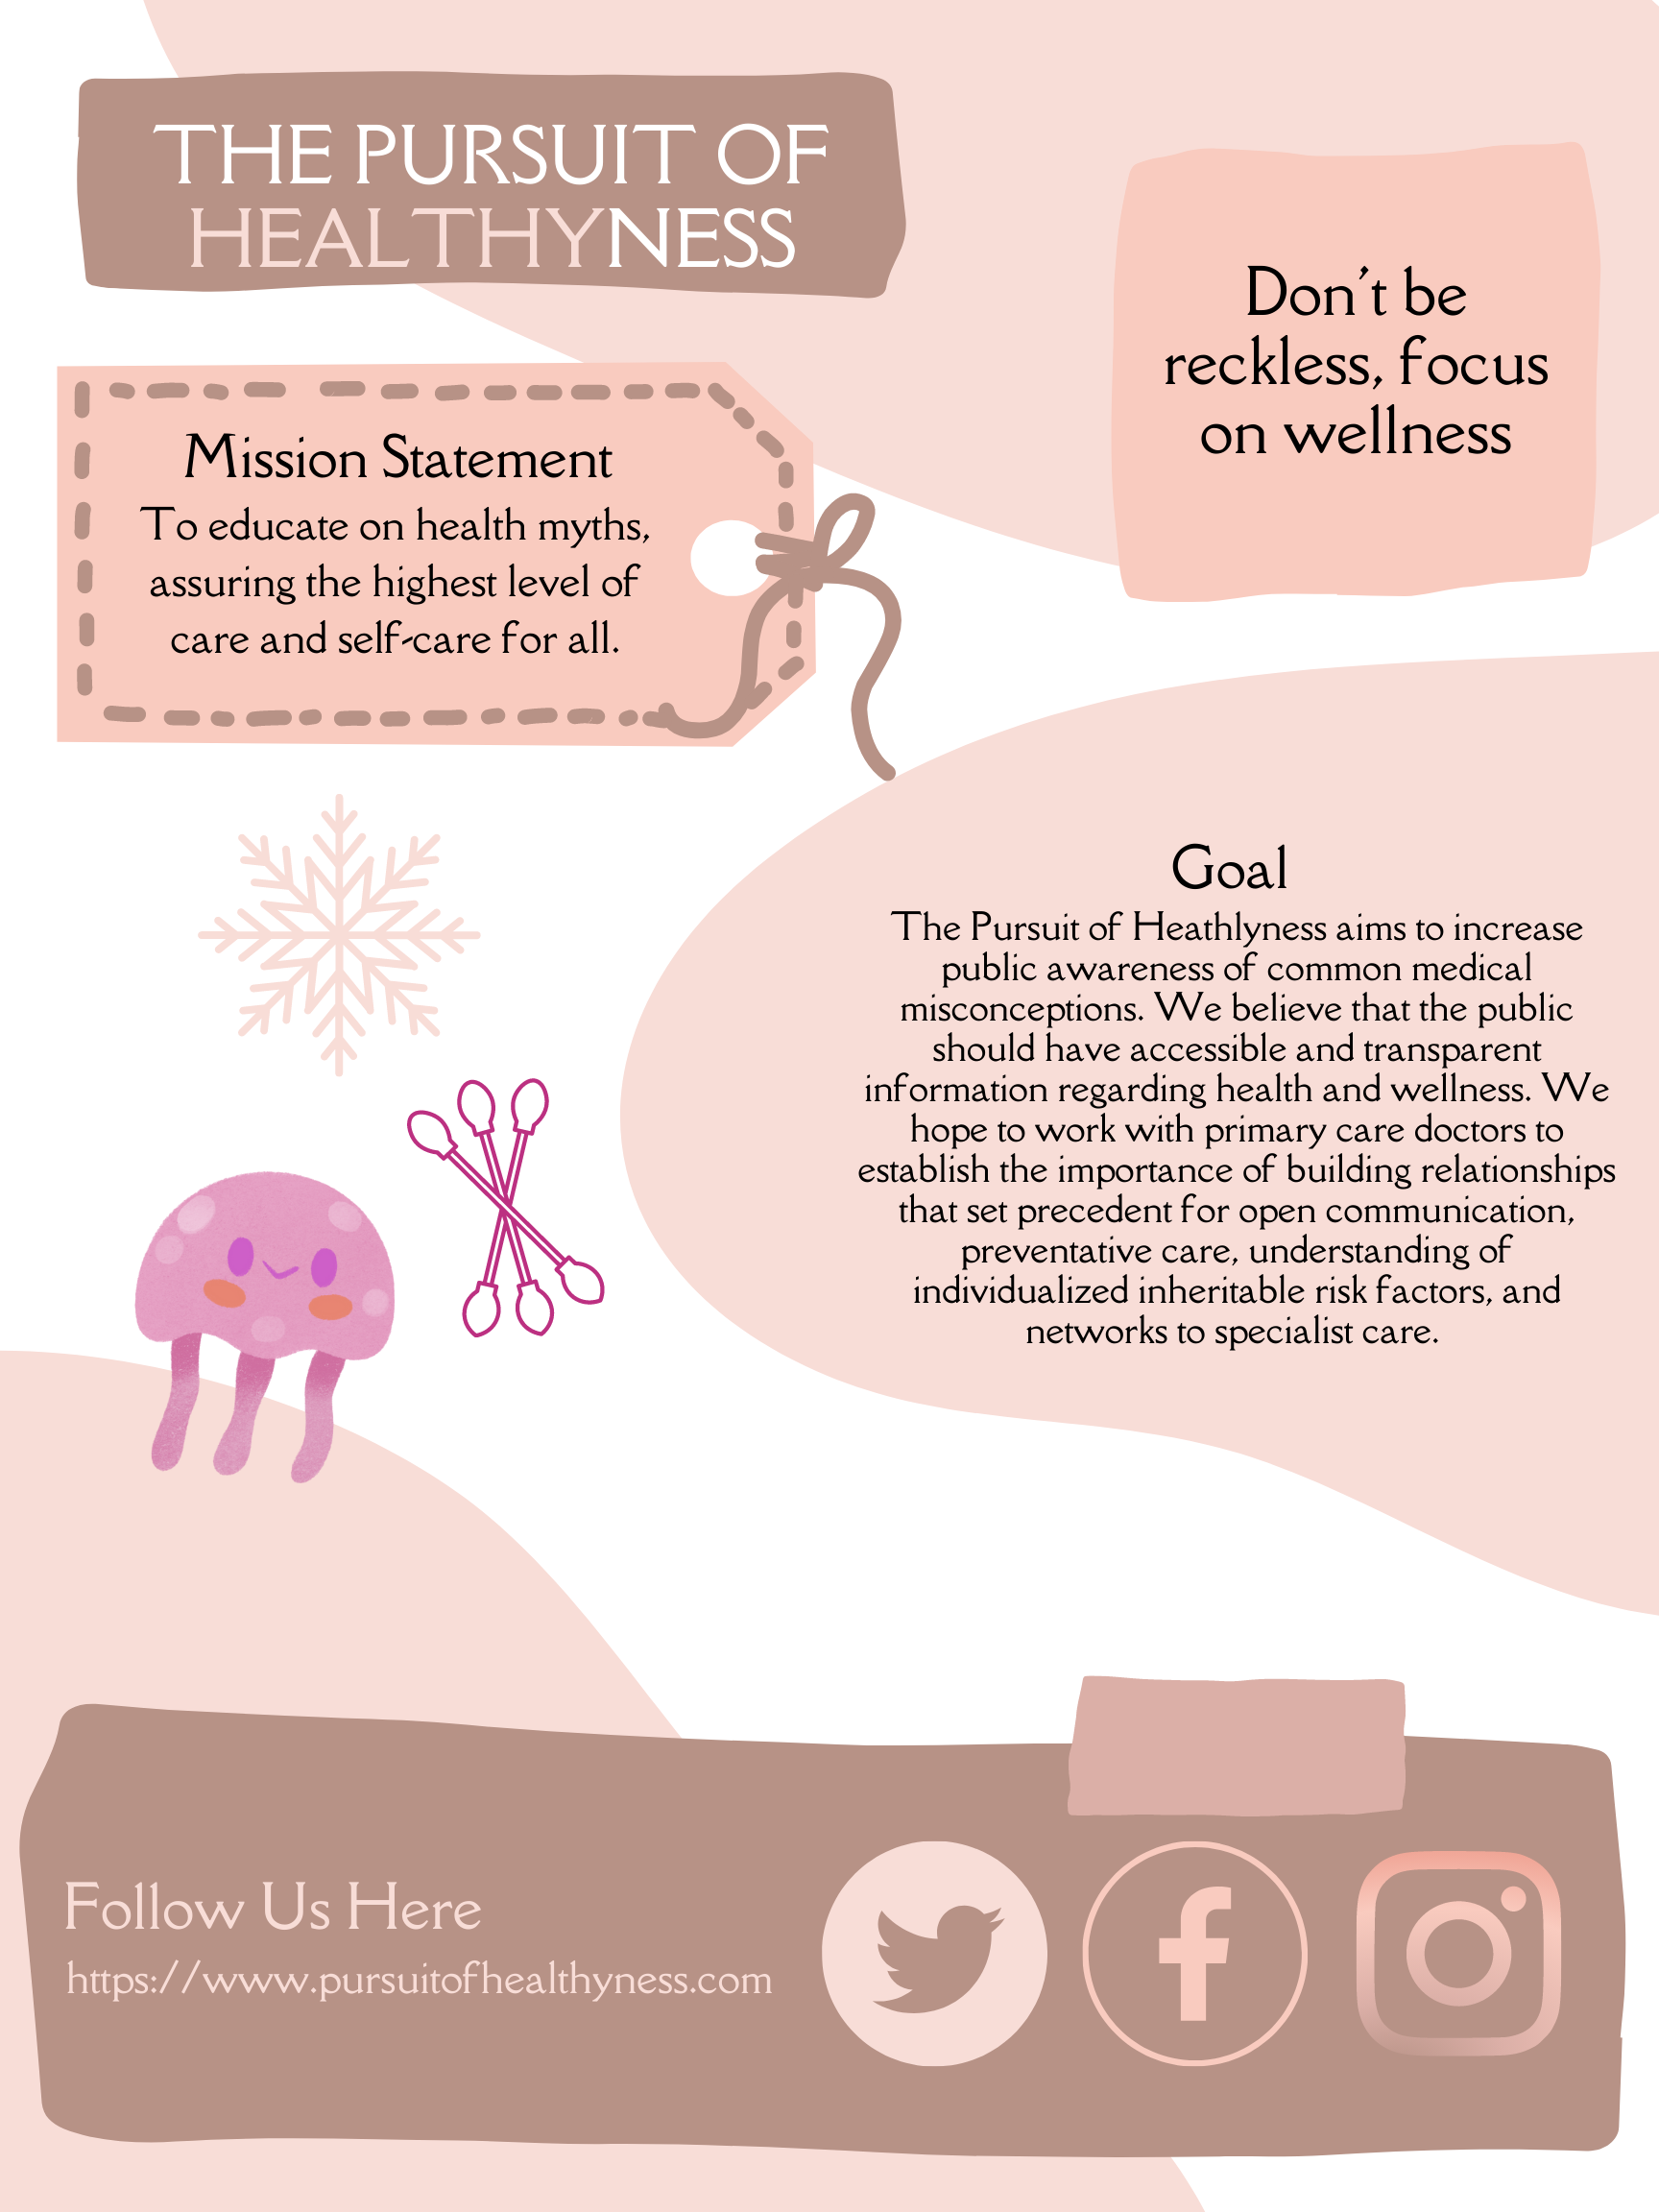 THE PURSUIT OF
HEALTHYNESS
Don't be
reckless, focus
on wellness
Mission Statement
To educate on health myths,
assuring the highest level of
care and self-care for all.
Goal
The Pursuit of Heathlyness aims to increase
public awareness of common medical
misconceptions. We believe that the public
should have accessible and transparent
information regarding health and wellness. We
hope to work with primary care doctors to
establish the importance of building relationships
that set precedent for open communication,
preventative care, understanding of
individualized inheritable risk factors, and
networks to specialist care.
Follow Us Here
https://www.pursuitofhealthyness.com